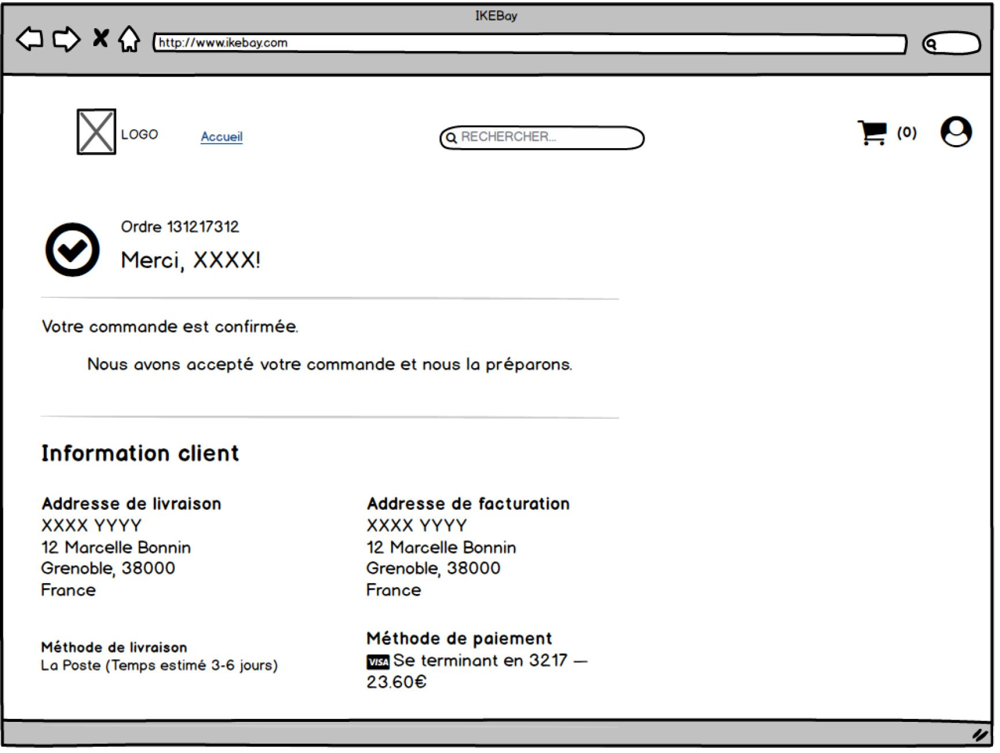 IKEBay
http://www.ikebay.com
LOGO
Accueil
RECHERCHER...
(0)
Ordre 131217312
Merci, XXXX!
Votre commande est confirmée.
Nous avons accepté votre commande et nous la préparons.
Information client
Addresse de livraison
XXXX YYYY
12 Marcelle Bonnin
Grenoble, 38000
France
Addresse de facturation
XXXX YYYY
12 Marcelle Bonnin
Grenoble, 38000
France
Méthode de livraison
La Poste (Temps estimé 3-6 jours)
Méthode de paiement
VISA Se terminant en 3217 —
23.60€